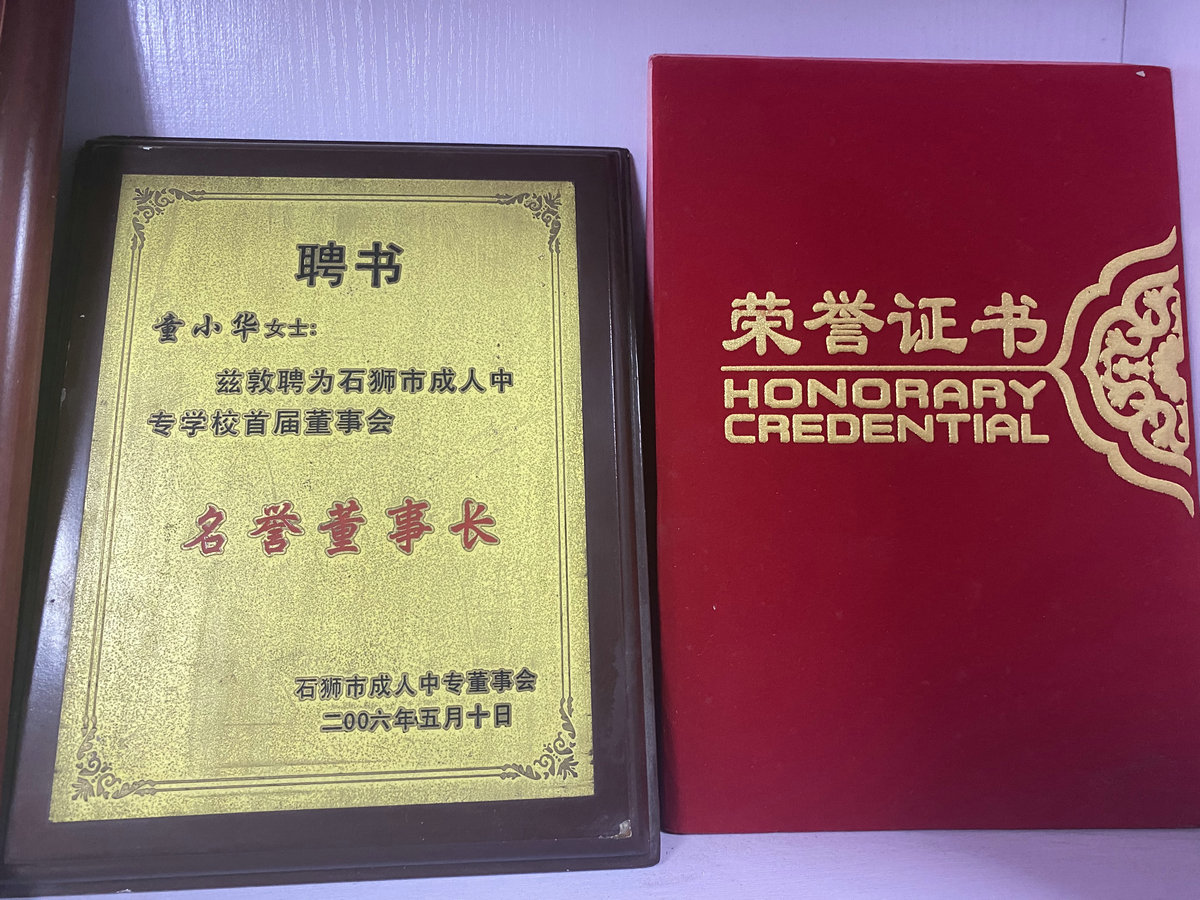 聘书
童小华女士:
兹敦聘为石狮市成人中
专学校首届董事会
名誉董事长
石狮市成人中专董事会
二00六年五月十日
荣誉证书
HONORARY
CREDENTIAL